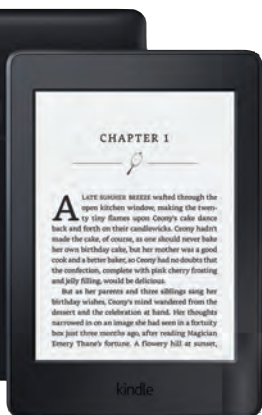 CHAPTER 1
A LATE SUMMER BREEZE wafted through the
open kitchen window, making the twen-
ty tiny flames upon Ceony's cake dance
back and forth on their candlewicks. Ceony hadn't
made the cake, of course, as one should never bake
her own birthday cake, but her mother was a good
cook and a better baker, so Ceony had no doubts that
the confection, complete with pink cherry frosting
and jelly filling, would be delicious.
But as her parents and three siblings sang her
birthday wishes, Ceony's mind wandered from the
dessert and the celebration at hand. Her thoughts
narrowed in on an image she had seen in a fortuity
box just three months ago, after reading Magician
Emery Thane's fortune. A flowery hill at sunset,
kindle